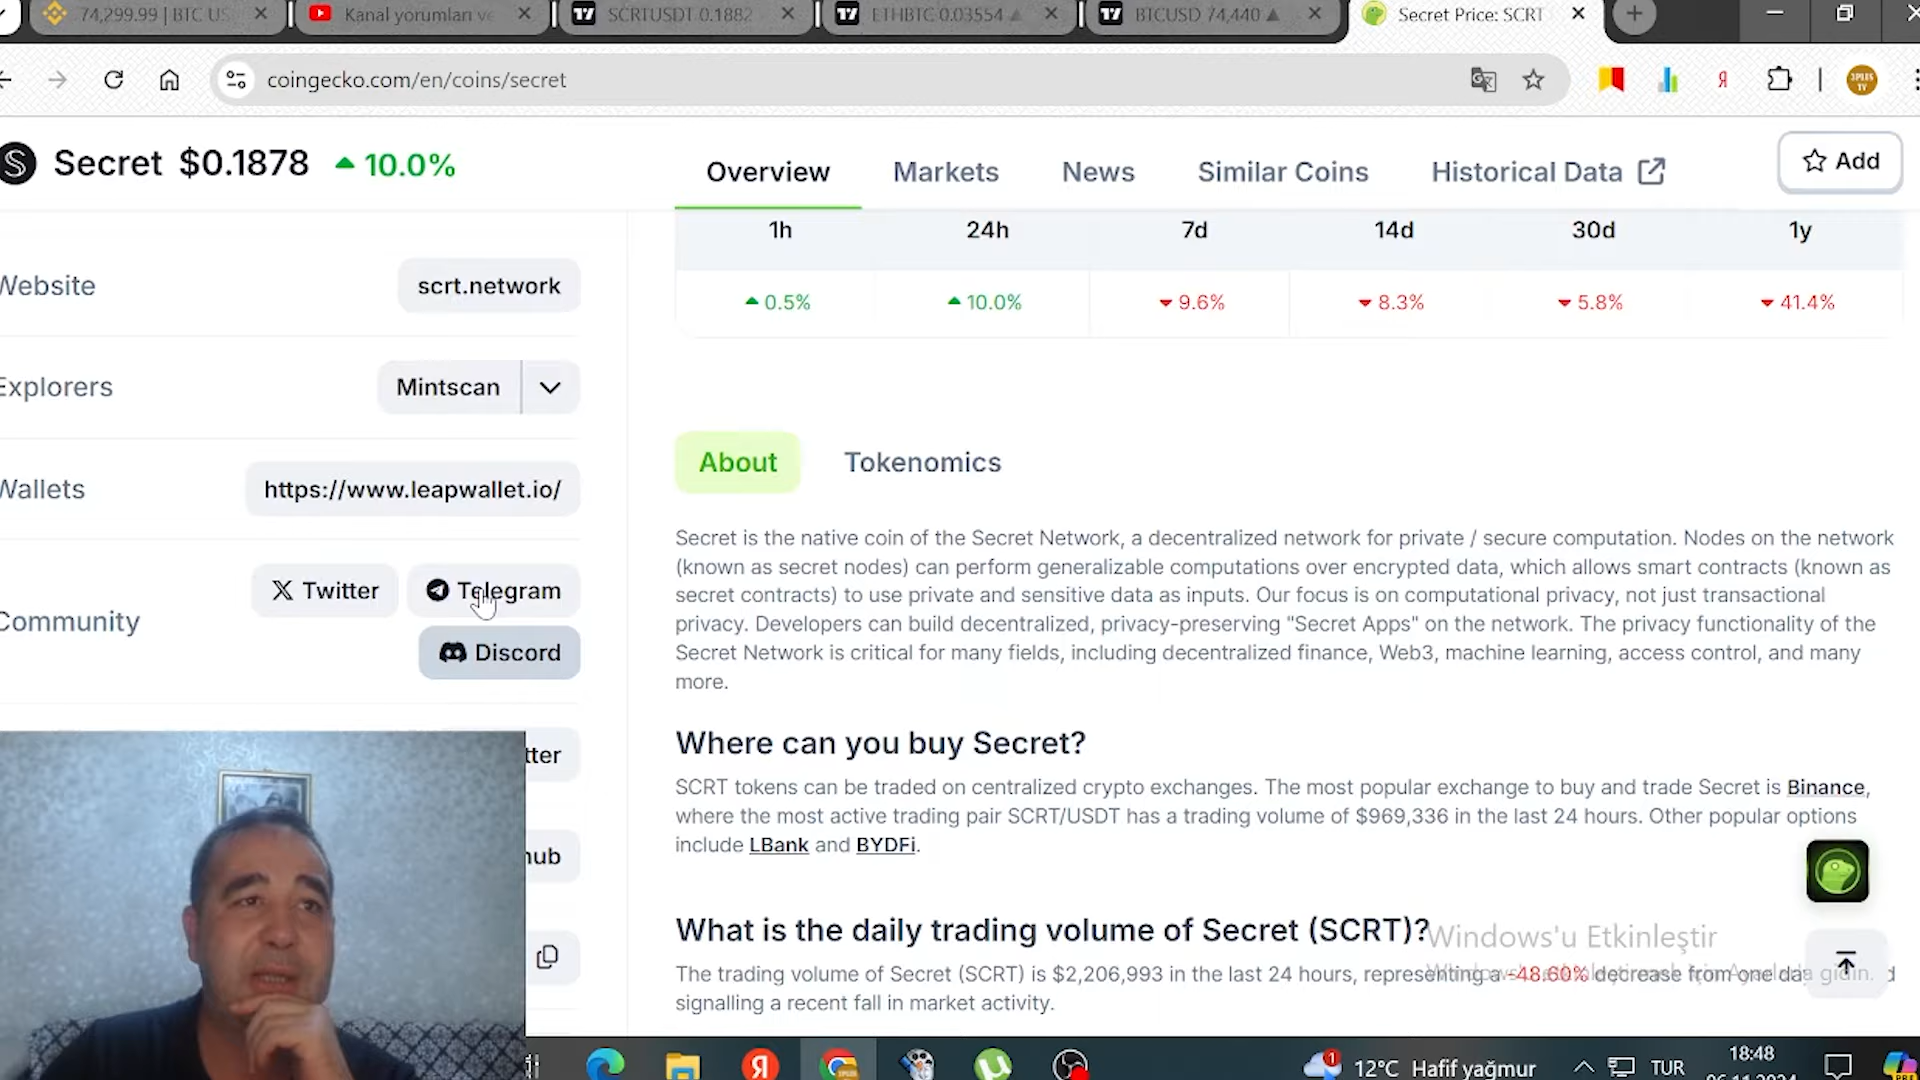 74,299.99 | BTC US
Kanal yorumları ve
SCRTUSDT 0.1882
ETHBTC 0.03554
BTCUSD 74,440 ▲
Secret Price: SCRT
coingecko.com/en/coins/secret
Secret $0.1878 ▲ 10.0%
Overview
Markets
News
Similar Coins
Historical Data
Add
1h 24h 7d 14d 30d 1y
▲ 0.5% ▲ 10.0% ▼ 9.6% ▼ 8.3% ▼ 5.8% ▼ 41.4%
Website
scrt.network
Explorers
Mintscan
Wallets
https://www.leapwallet.io/
Community
X Twitter
Telegram
Discord
tter
hub
About
Tokenomics
Secret is the native coin of the Secret Network, a decentralized network for private / secure computation. Nodes on the network
(known as secret nodes) can perform generalizable computations over encrypted data, which allows smart contracts (known as
secret contracts) to use private and sensitive data as inputs. Our focus is on computational privacy, not just transactional
privacy. Developers can build decentralized, privacy-preserving "Secret Apps" on the network. The privacy functionality of the
Secret Network is critical for many fields, including decentralized finance, Web3, machine learning, access control, and many
more.
Where can you buy Secret?
SCRT tokens can be traded on centralized crypto exchanges. The most popular exchange to buy and trade Secret is Binance,
where the most active trading pair SCRT/USDT has a trading volume of $969,336 in the last 24 hours. Other popular options
include LBank and BYDFi.
What is the daily trading volume of Secret (SCRT)?
Windows'u Etkinleştir
The trading volume of Secret (SCRT) is $2,206,993 in the last 24 hours, representing a -48.60% decrease from one da
gidin.
signalling a recent fall in market activity.
12°C Hafif yağmur
TUR
18:48
06.11.2024